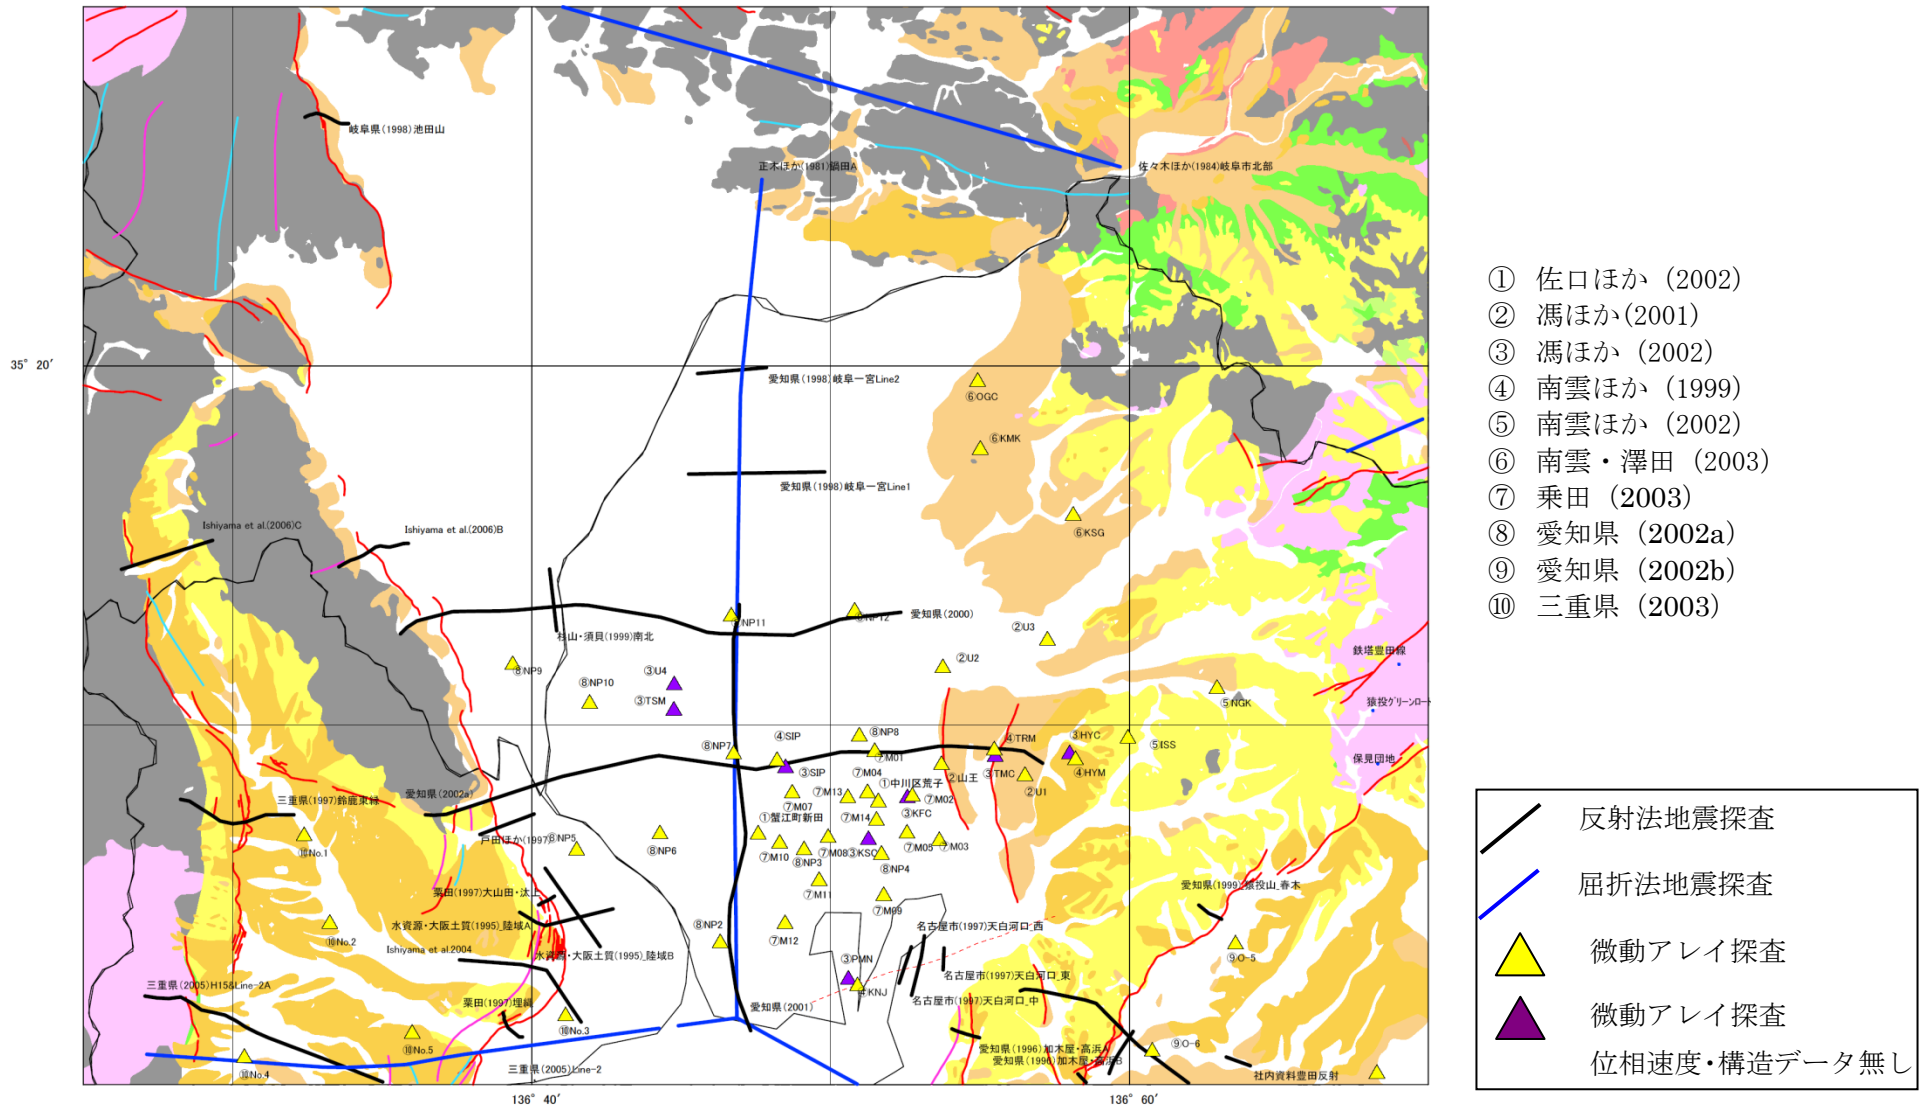 岐阜県(1998)池田山
正木ほか(1981)鍋田A
佐々木ほか(1984)岐阜市北部
35° 20′
愛知県(1998)岐阜一宮Line2
⑥OGC
⑥KMK
愛知県(1998)岐阜一宮Line1
⑥KSG
Ishiyama et al.(2006)C
Ishiyama et al.(2006)B
杉山・須貝(1999)南北
NP11
NP12
愛知県(2000)
②U3
②U2
⑧NP9
⑧NP10
③U4
③TSM
鉄塔豊田線
猿投グリーンロート
保見団地
⑤NGK
⑤ISS
⑧NP7
④SIP
③SIP
⑧NP8
⑦M01
④TRM
③TMC
③HYC
④HYM
②山王
②U1
⑦M04
①中川区荒子
⑦M13
⑦M07
⑦M02
③KFC
⑦M14
愛知県(2002a)
三重県(1997)鈴鹿東縁
⑩No.1
戸田ほか(1997)
⑧NP5
⑧NP6
①蟹江町新田
⑦M10
⑧NP3
⑦M08
③KSC
⑦M05
⑦M03
⑧NP4
⑦M11
⑦M09
栗田(1997)大山田・汰上
水資源・大阪土質(1995)_陸域A
水資源・大阪土質(1995)_陸域B
Ishiyama et al.2004
⑩No.2
⑧NP2
⑦M12
愛知県(1999)_猿投山_春木
名古屋市(1997)天白河口_西
名古屋市(1997)天白河口_東
名古屋市(1997)天白河口_中
⑨O-5
③PMN
④KNJ
三重県(2005)H15&Line-2A
栗田(1997)埋縄
愛知県(2001)
⑩No.3
⑩No.5
⑩No.4
三重県(2005)Line-2
愛知県(1996)加木屋・高浜
愛知県(1996)加木屋・高浜B
⑨O-6
社内資料豊田反射
136° 40′
136° 60′
① 佐口ほか (2002)
② 馮ほか(2001)
③ 馮ほか (2002)
④ 南雲ほか (1999)
⑤ 南雲ほか (2002)
⑥ 南雲・澤田 (2003)
⑦ 乗田 (2003)
⑧ 愛知県 (2002a)
⑨ 愛知県 (2002b)
⑩ 三重県 (2003)
反射法地震探査
屈折法地震探査
微動アレイ探査
微動アレイ探査
位相速度・構造データ無し